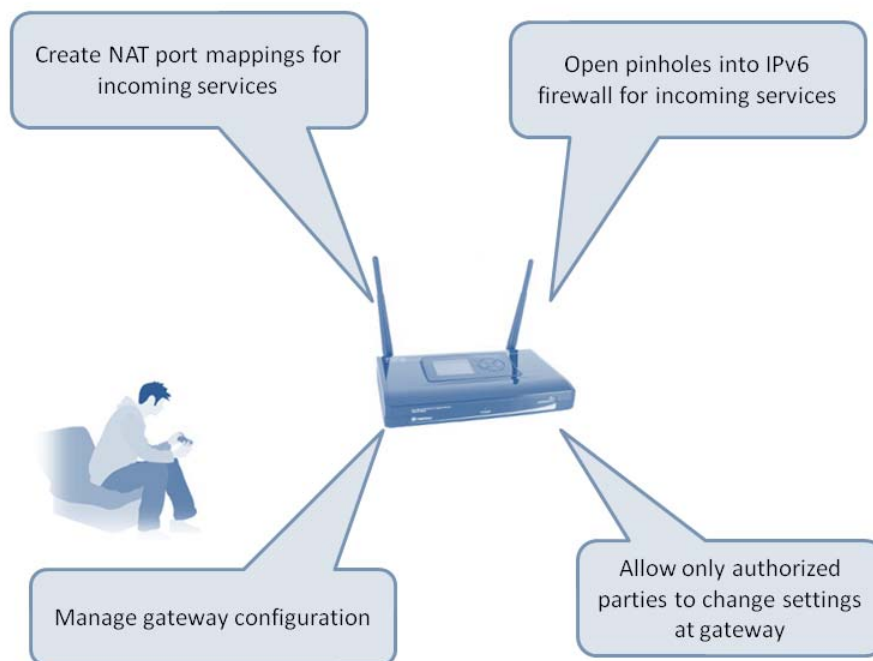 Create NAT port mappings for
incoming services
Open pinholes into IPv6
firewall for incoming services
Manage gateway configuration
Allow only authorized
parties to change settings
at gateway